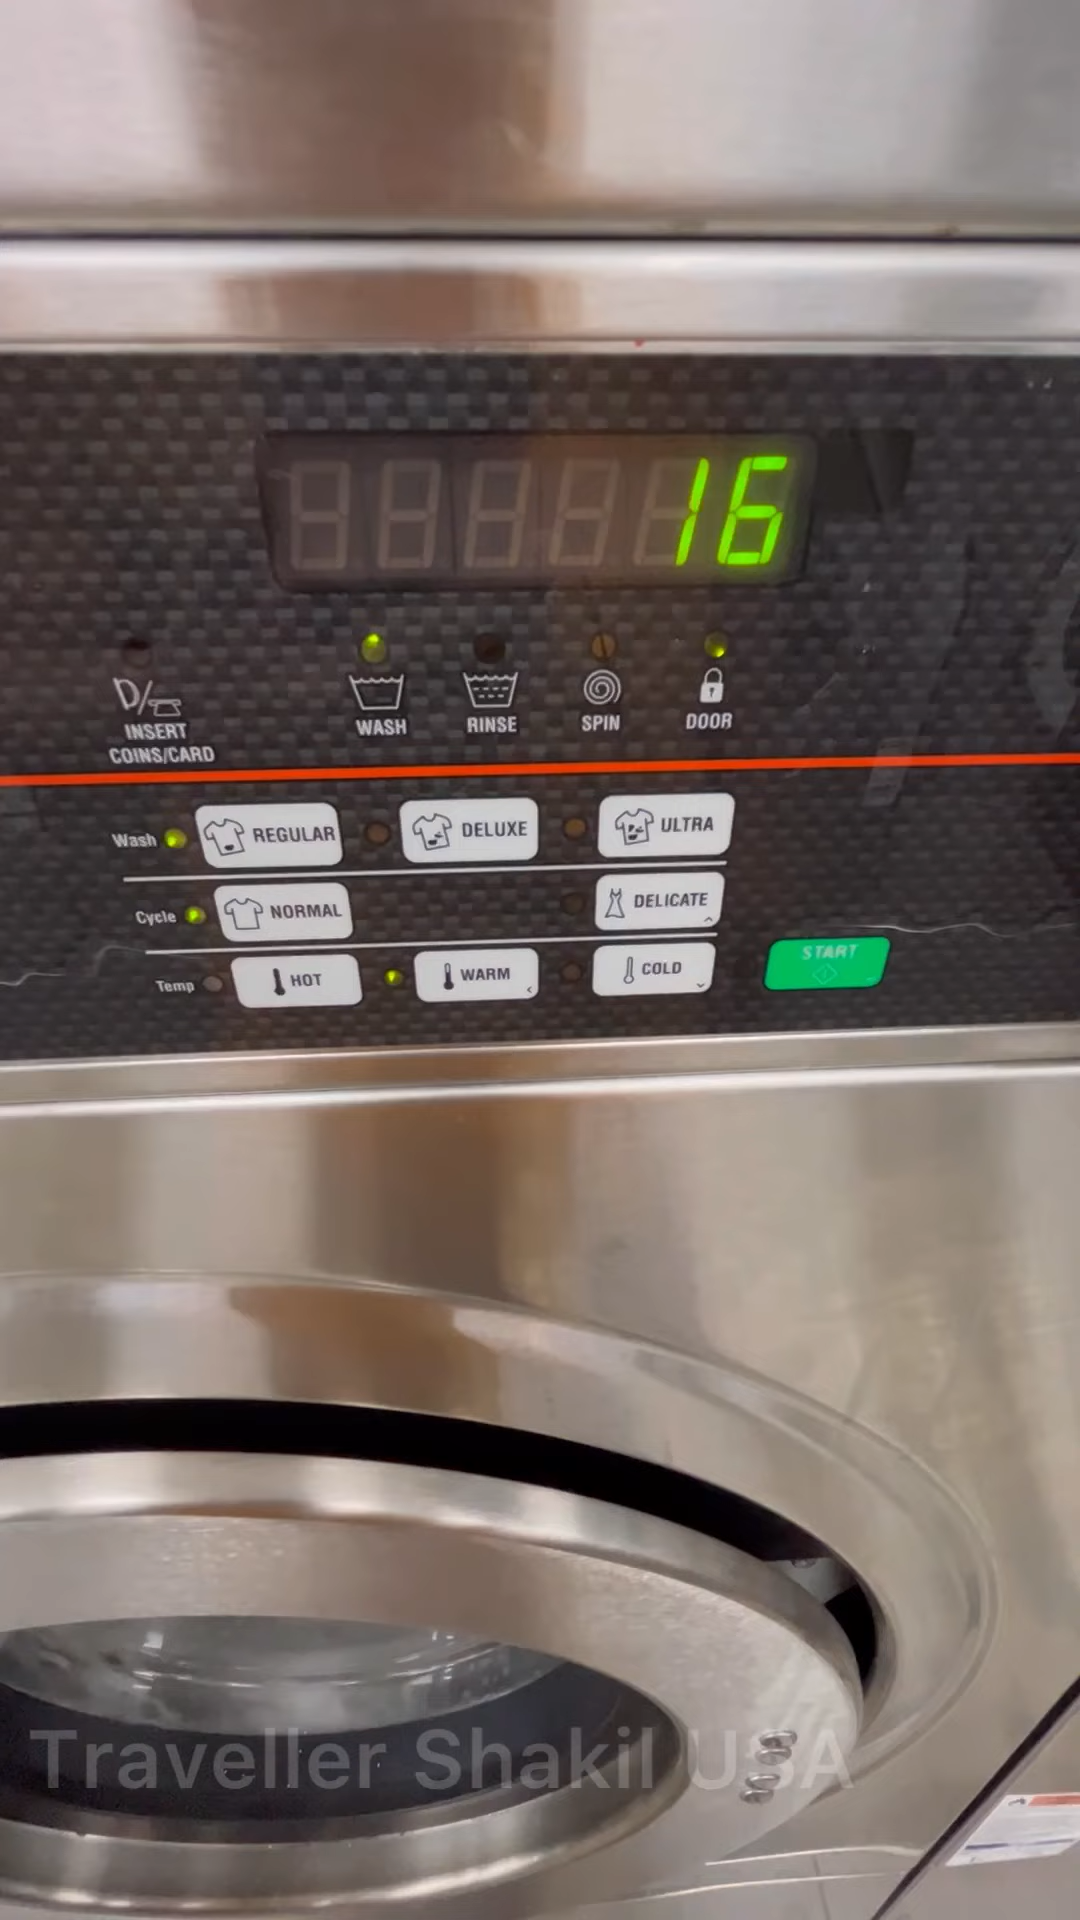 16
INSERT
COINS/CARD
WASH
RINSE
SPIN
DOOR
Wash REGULAR DELUXE ULTRA
Cycle NORMAL DELICATE
Temp HOT WARM COLD
START
Traveller Shakil USA